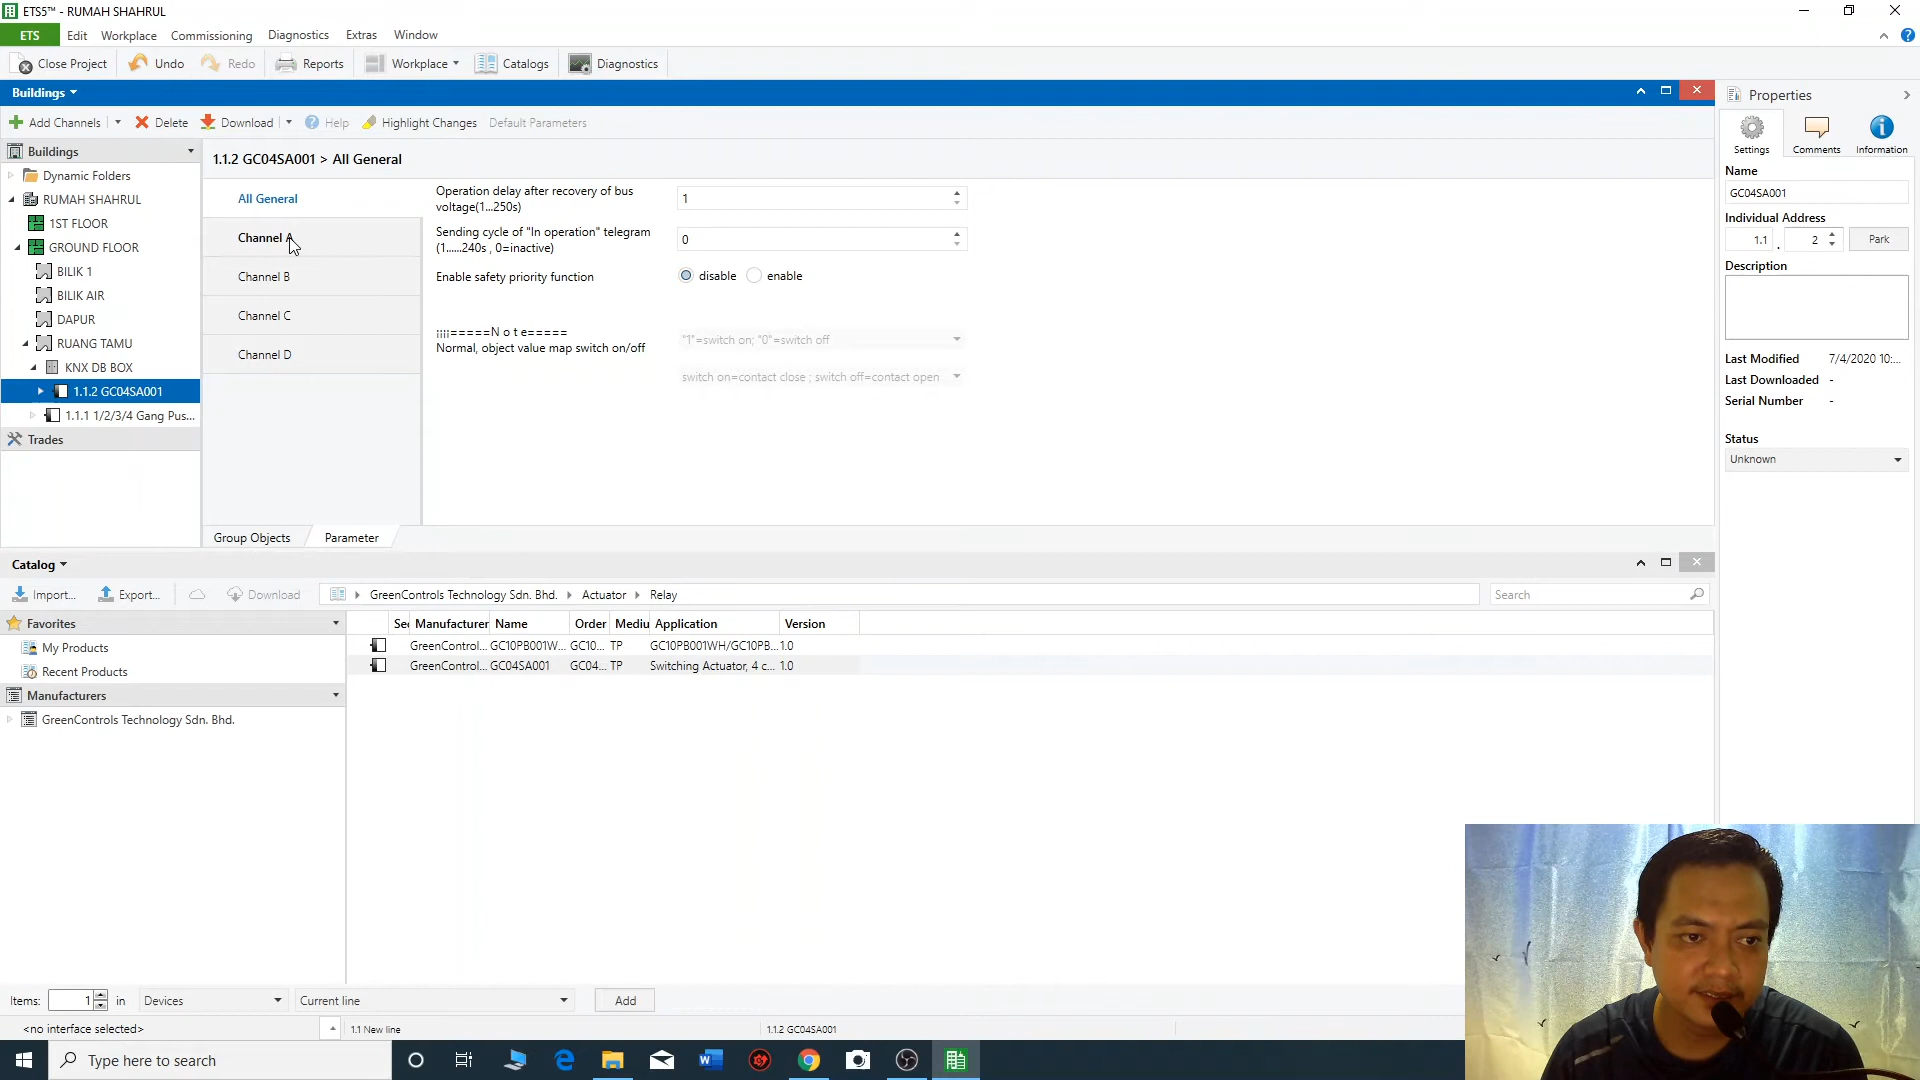 ETS5™ - RUMAH SHAHRUL
ETS Edit Workplace Commissioning Diagnostics Extras Window
Close Project Undo Redo Reports Workplace Catalogs Diagnostics
Buildings
Add Channels Delete Download Help Highlight Changes Default Parameters
Buildings
Dynamic Folders
RUMAH SHAHRUL
1ST FLOOR
GROUND FLOOR
BILIK 1
BILIK AIR
DAPUR
RUANG TAMU
KNX DB BOX
1.1.2 GC04SA001
1.1.1 1/2/3/4 Gang Pus...
Trades
1.1.2 GC04SA001 > All General
All General
Channel A
Channel B
Channel C
Channel D
Operation delay after recovery of bus
voltage(1...250s)
1
Sending cycle of "In operation" telegram
(1......240s , 0=inactive)
0
Enable safety priority function
disable enable
¡¡¡¡=====N o t e=====
Normal, object value map switch on/off
"1"=switch on; "0"=switch off
switch on=contact close ; switch off=contact open
Group Objects Parameter
Properties
Settings Comments Information
Name
GC04SA001
Individual Address
1.1 . 2 Park
Description
Last Modified 7/4/2020 10:...
Last Downloaded -
Serial Number -
Status
Unknown
Catalog
Import... Export... Download
GreenControls Technology Sdn. Bhd. Actuator Relay
Search
Favorites
My Products
Recent Products
Manufacturers
GreenControls Technology Sdn. Bhd.
Sec Manufacturer Name Order Mediu Application Version
GreenControl... GC10PB001W... GC10... TP GC10PB001WH/GC10PB... 1.0
GreenControl... GC04SA001 GC04... TP Switching Actuator, 4 c... 1.0
Items: 1 in Devices Current line Add
<no interface selected> 1.1 New line 1.1.2 GC04SA001
Type here to search